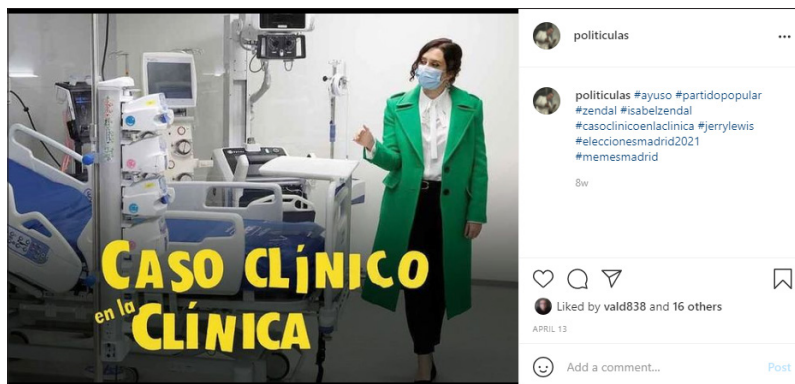 CASO CLÍNICO
en la
CLÍNICA
politiculas
politiculas #ayuso #partidopopular
#zendal #isabelzendal
#casoclinicoenlaclinica #jerrylewis
#eleccionesmadrid2021
#memesmadrid
8w
Liked by vald838 and 16 others
APRIL 13
Add a comment...
Post